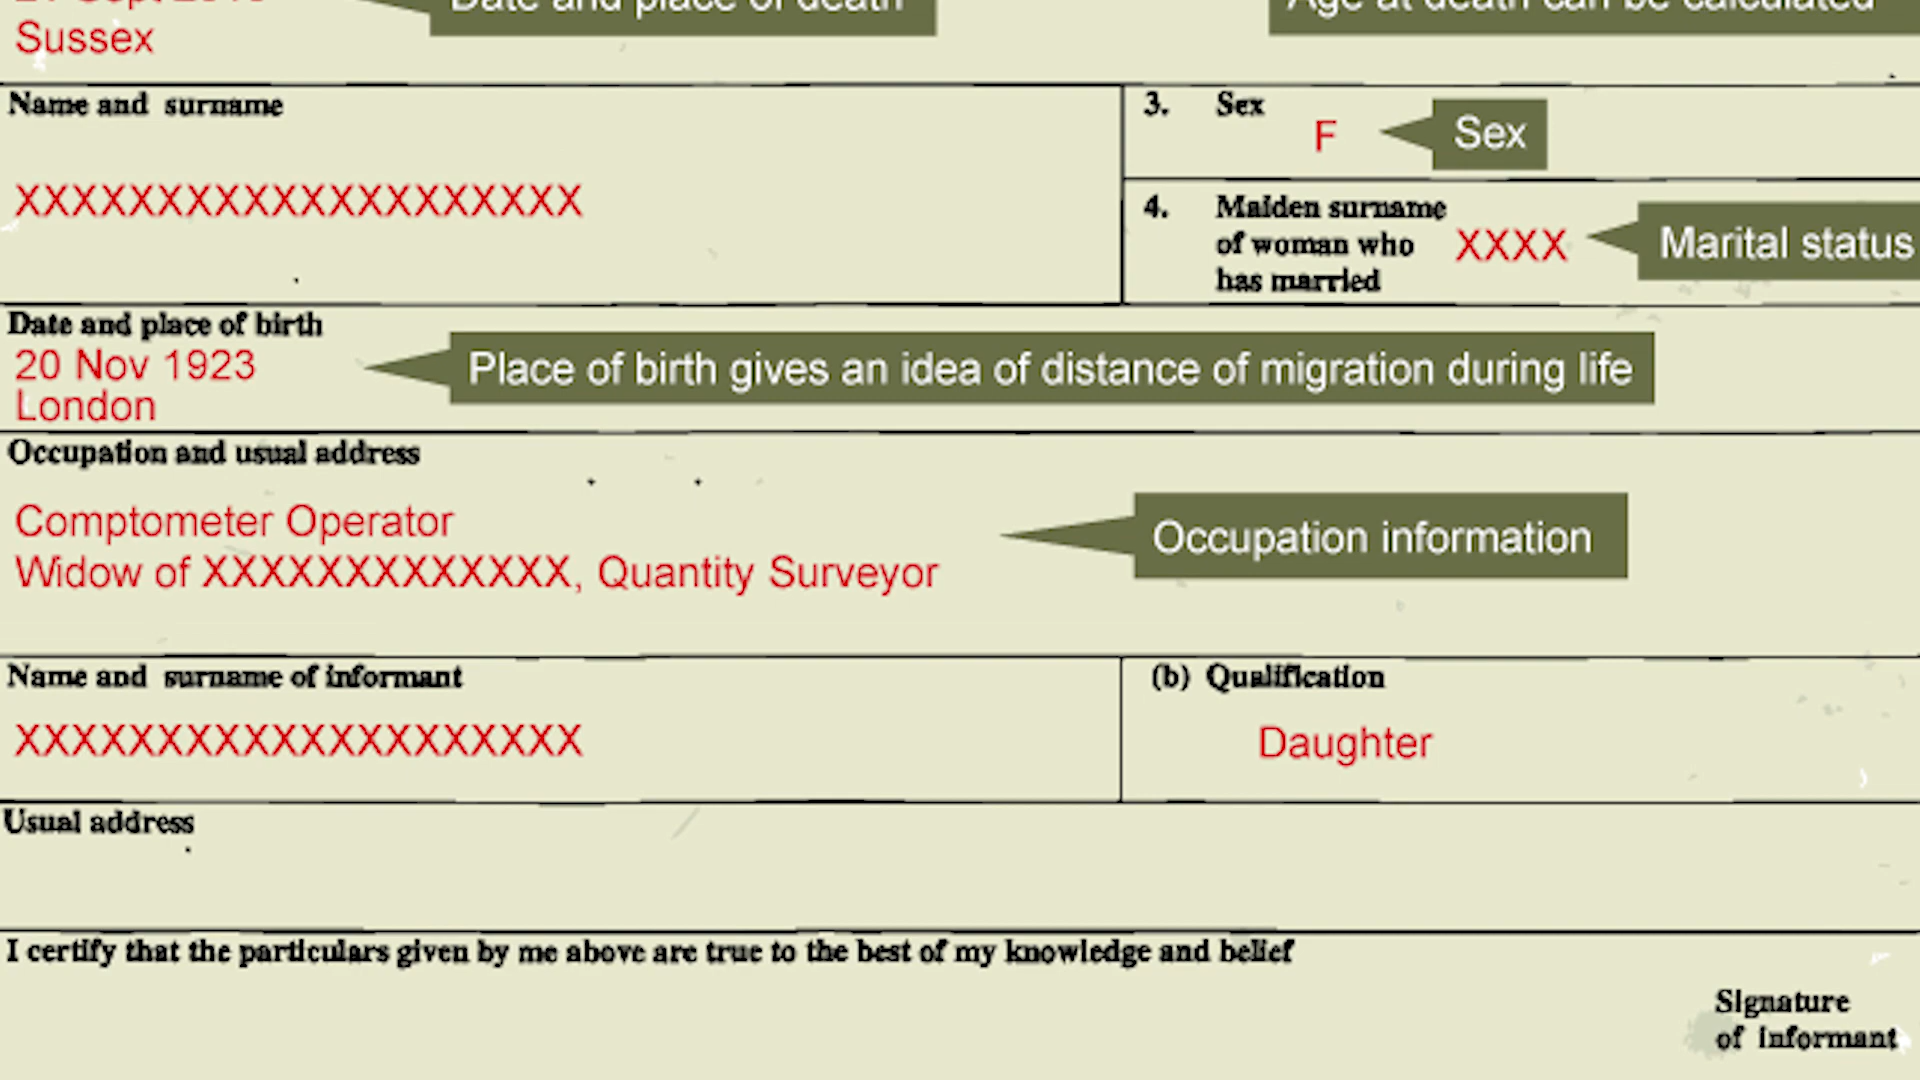 Sussex
Date and place of death
Age at death can be calculated
Name and surname
XXXXXXXXXXXXXXXXXXXX
3. Sex
F
Sex
4. Maiden surname
of woman who
has married
XXXX
Marital status
Date and place of birth
20 Nov 1923
London
Place of birth gives an idea of distance of migration during life
Occupation and usual address
Comptometer Operator
Widow of XXXXXXXXXXXXX, Quantity Surveyor
Occupation information
Name and surname of informant
XXXXXXXXXXXXXXXXXXXX
(b) Qualification
Daughter
Usual address
I certify that the particulars given by me above are true to the best of my knowledge and belief
Signature
of informant